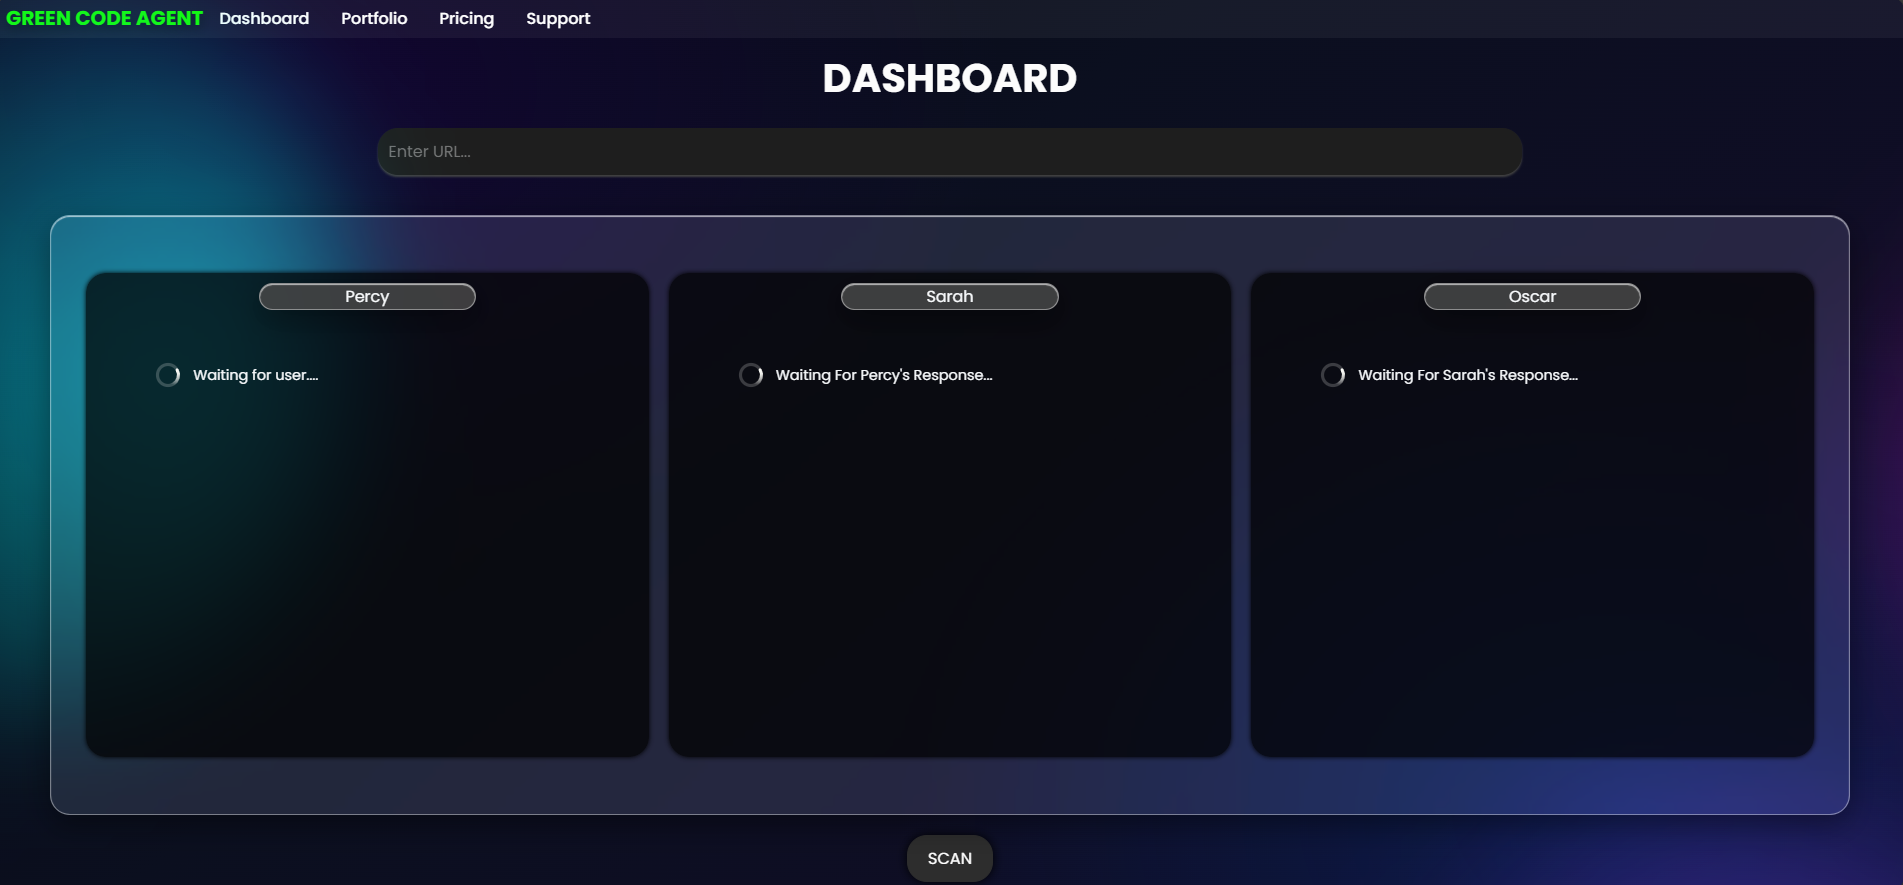 GREEN CODE AGENT Dashboard Portfolio Pricing Support
DASHBOARD
Enter URL...
Percy
Waiting for user....
Sarah
Waiting For Percy's Response...
Oscar
Waiting For Sarah's Response...
SCAN